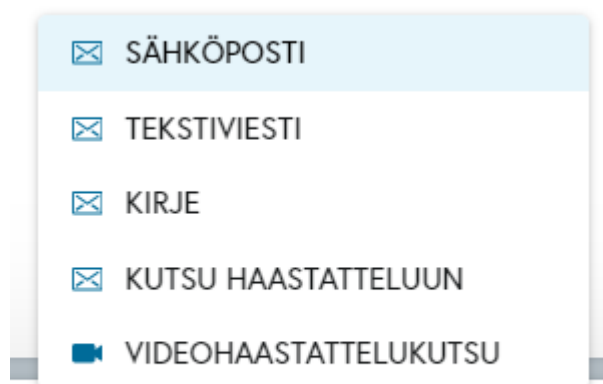 SÄHKÖPOSTI
TEKSTIVIESTI
KIRJE
KUTSU HAASTATTELUUN
VIDEOHAASTATTELUKUTSU